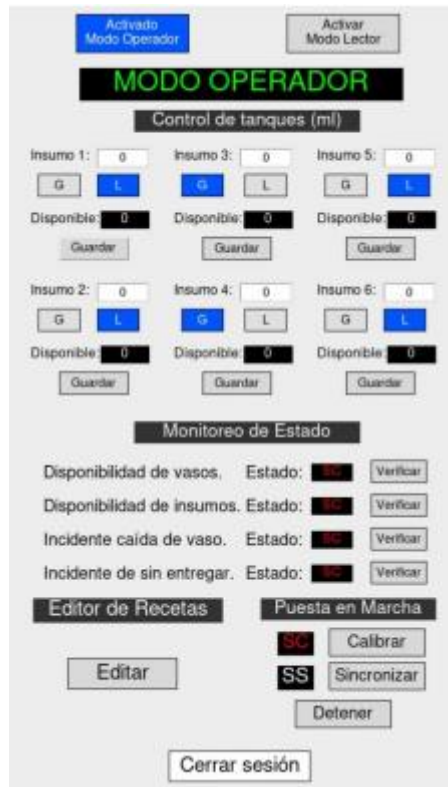 Activado
Modo Operador
Activar
Modo Lector
MODO OPERADOR
Control de tanques (ml)
Insumo 1: 0 Insumo 3: 0 Insumo 5: 0
G L G L G L
Disponible: 0 Disponible: 0 Disponible: 0
Guardar Guardar Guardar
Insumo 2: 0 Insumo 4: 0 Insumo 6: 0
G L G L G L
Disponible: 0 Disponible: 0 Disponible: 0
Guardar Guardar Guardar
Monitoreo de Estado
Disponibilidad de vasos. Estado: SC Verificar
Disponibilidad de insumos. Estado: SC Verificar
Incidente caída de vaso. Estado: SC Verificar
Incidente de sin entregar. Estado: SC Verificar
Editor de Recetas Puesta en Marcha
SC Calibrar
Editar SS Sincronizar
Detener
Cerrar sesión